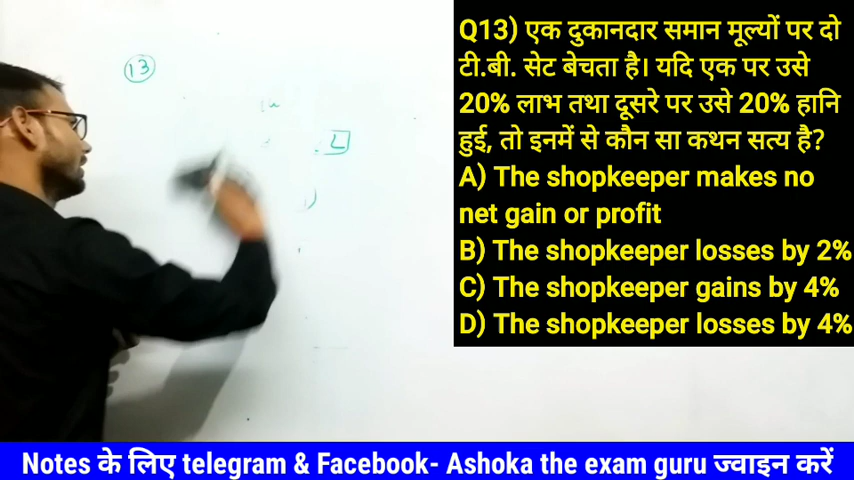 13
L
Q13) एक दुकानदार समान मूल्यों पर दो
टी.बी. सेट बेचता है। यदि एक पर उसे
20% लाभ तथा दूसरे पर उसे 20% हानि
हुई, तो इनमें से कौन सा कथन सत्य है?
A) The shopkeeper makes no
net gain or profit
B) The shopkeeper losses by 2%
C) The shopkeeper gains by 4%
D) The shopkeeper losses by 4%
Notes के लिए telegram & Facebook- Ashoka the exam guru ज्वाइन करें